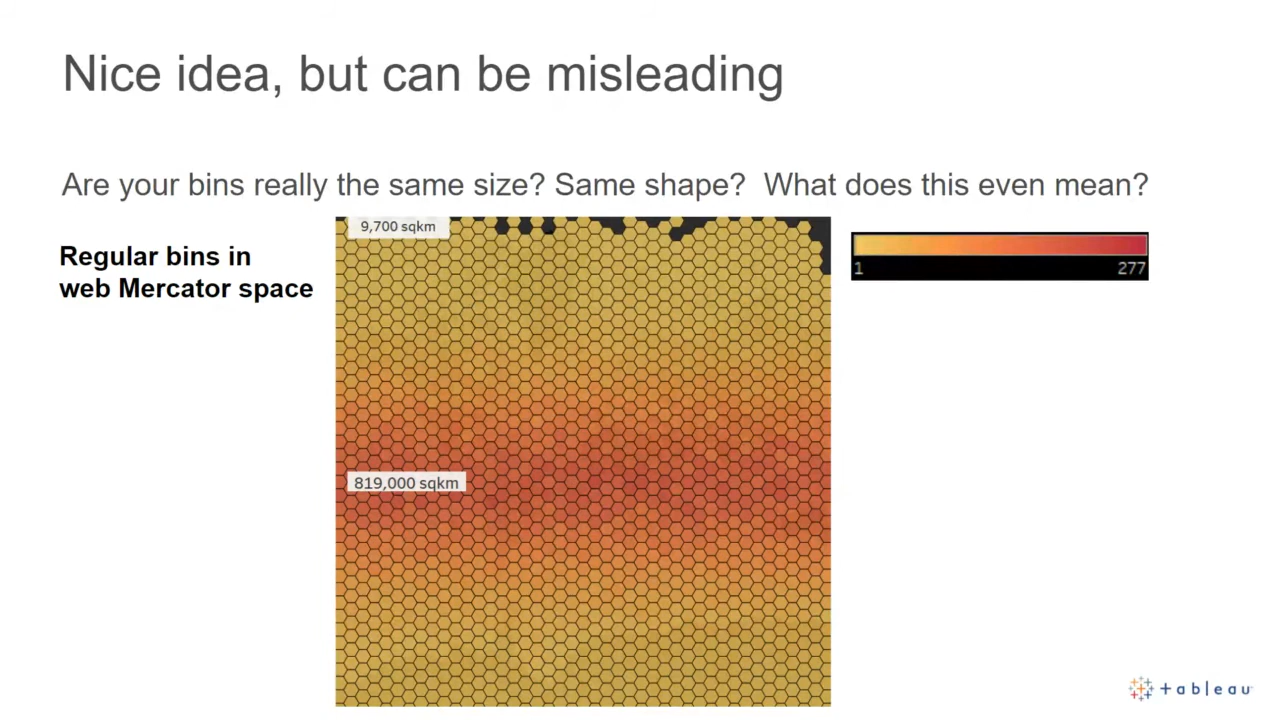 Nice idea, but can be misleading
Are your bins really the same size? Same shape? What does this even mean?
Regular bins in
web Mercator space
9,700 sqkm
819,000 sqkm
1
277
+ a b l e a u